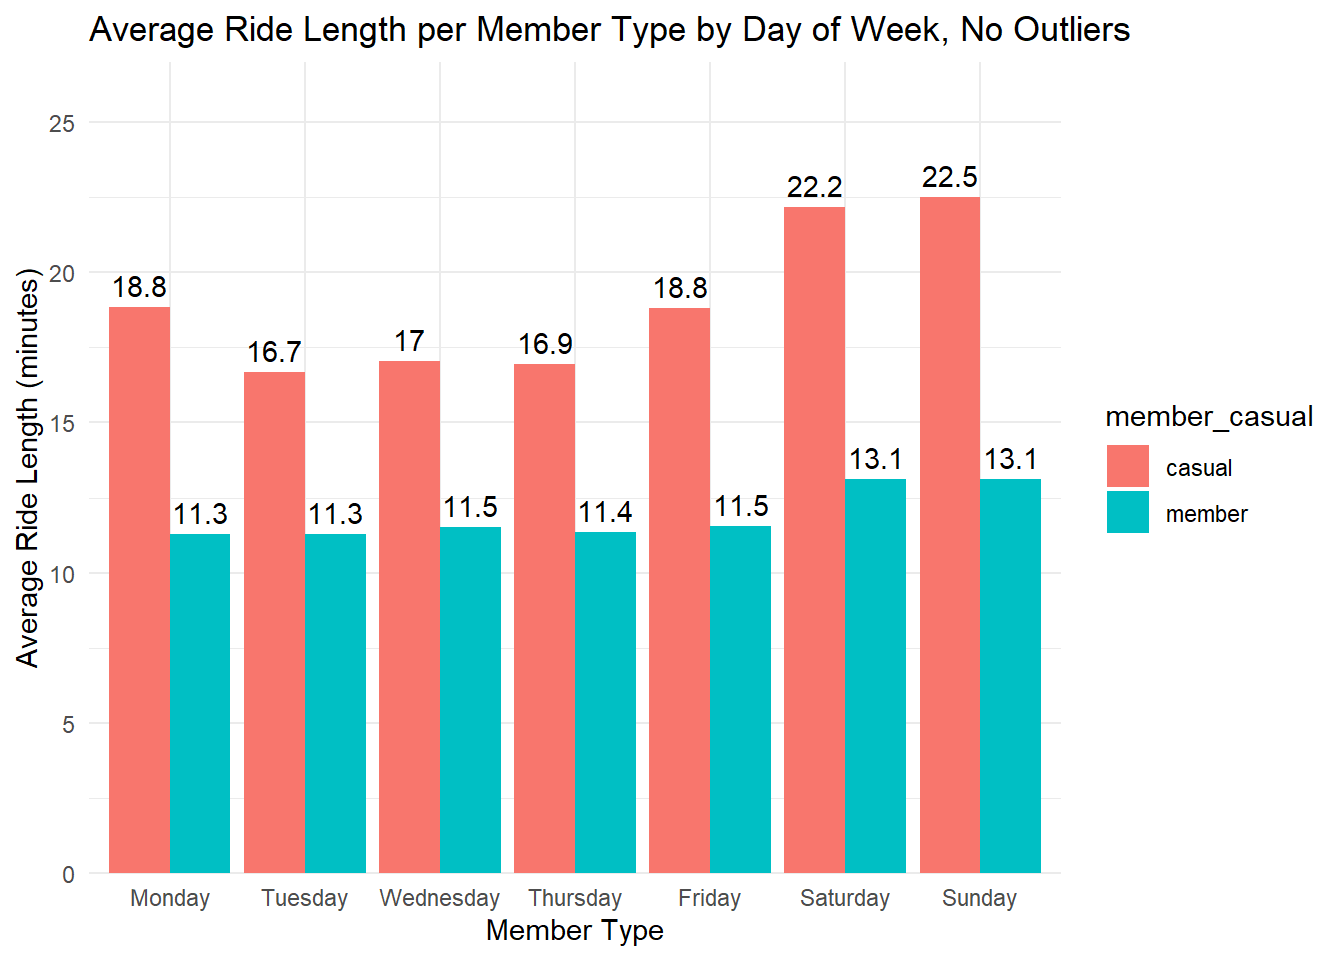 Average Ride Length per Member Type by Day of Week, No Outliers
Average Ride Length (minutes)
25
20
15
10
5
0
18.8
11.3
16.7
11.3
17
11.5
16.9
11.4
18.8
11.5
22.2
13.1
22.5
13.1
Monday
Tuesday
Wednesday
Thursday
Friday
Saturday
Sunday
Member Type
member_casual
casual
member